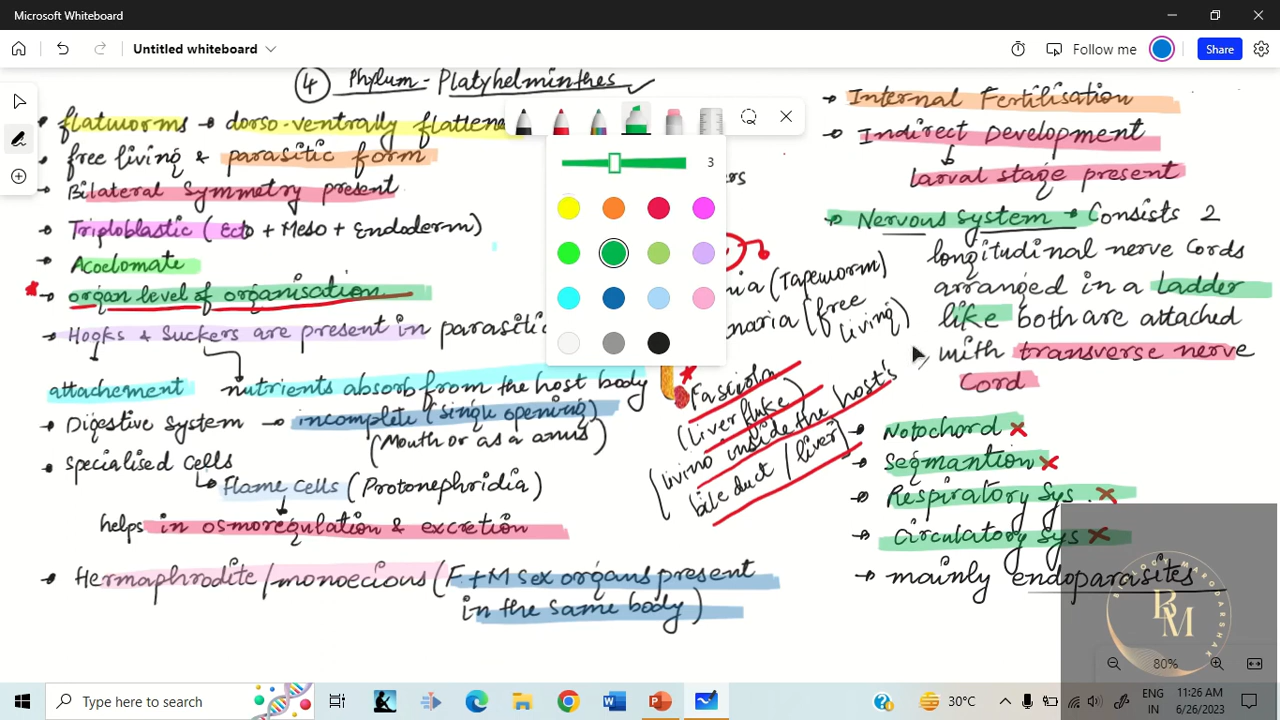 Microsoft Whiteboard
Untitled whiteboard
Follow me
Share
4 Phylum - Platyhelminthes
flatworms → dorso-ventrally flattene
free living & parasitic form
Bilateral Symmetry present
Triploblastic ( Ecto + Meso + Endoderm)
Acoelomate
organ level of organisation
Hooks & Suckers are present in parasitic
attachement nutrients absorb from the host body
Digestive System → incomplete (Single opening)
(Mouth or as a anus)
Specialised cells
Flame cells (Protonephridia)
helps in osmoregulation & excretion
Hermaphrodite / monoecious (F + M sex organs present
in the same body)
3
ers
nia (Tapeworm)
naria (free
living)
Fasciola
(Liver fluke)
(living inside the host's
bile duct / liver)
Internal Fertilisation
Indirect Development
larval stage present
Nervous System → Consists 2
longitudinal nerve cords
arranged in a ladder
like both are attached
with transverse nerve
Cord
Notochord ×
Segmantion ×
Respiratory Sys. ×
Circulatory Sys ×
mainly endoparasites
BM
80%
Type here to search
30°C
ENG
IN
11:26 AM
6/26/2023